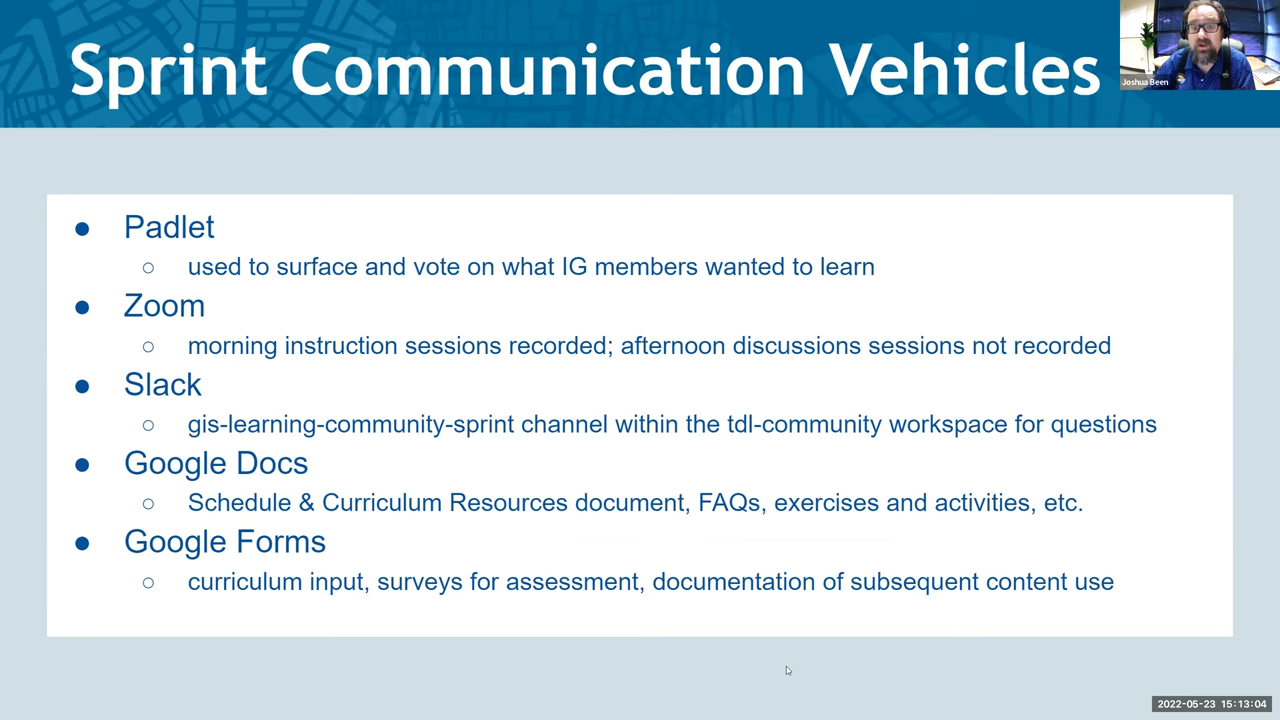 Sprint Communication Vehicles
Joshua Been
● Padlet
○ used to surface and vote on what IG members wanted to learn
● Zoom
○ morning instruction sessions recorded; afternoon discussions sessions not recorded
● Slack
○ gis-learning-community-sprint channel within the tdl-community workspace for questions
● Google Docs
○ Schedule & Curriculum Resources document, FAQs, exercises and activities, etc.
● Google Forms
○ curriculum input, surveys for assessment, documentation of subsequent content use
2022-05-23 15:13:04